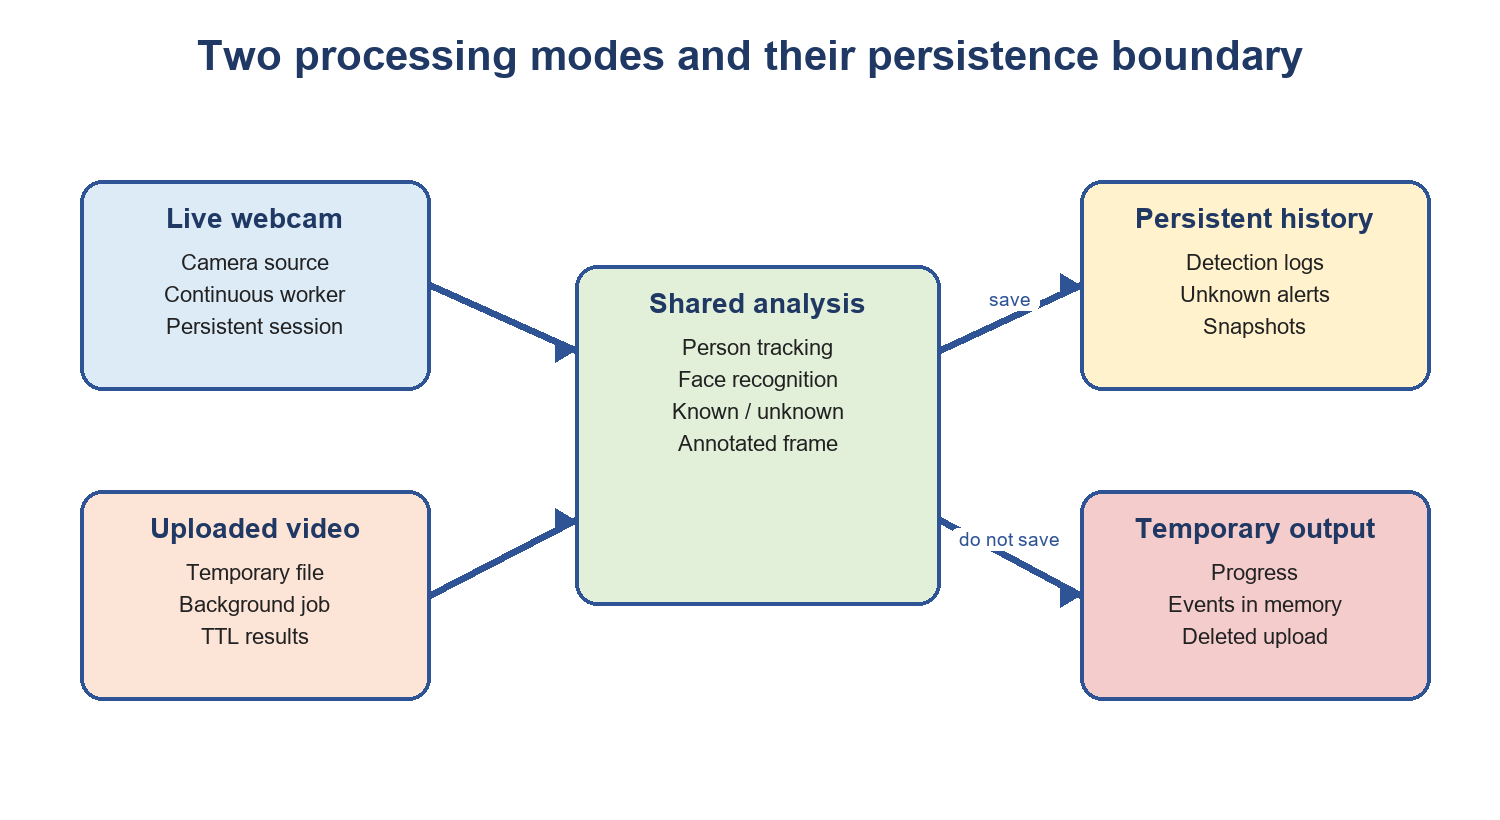 Two processing modes and their persistence boundary
Live webcam
Camera source
Continuous worker
Persistent session
Uploaded video
Temporary file
Background job
TTL results
Shared analysis
Person tracking
Face recognition
Known / unknown
Annotated frame
save
do not save
Persistent history
Detection logs
Unknown alerts
Snapshots
Temporary output
Progress
Events in memory
Deleted upload